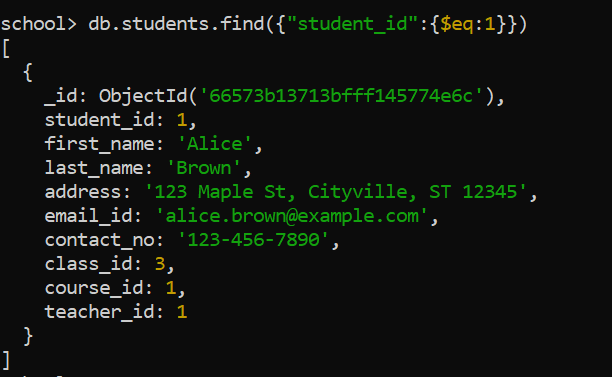 school> db.students.find({"student_id":{$eq:1}})
[
  {
    _id: ObjectId('66573b13713bfff145774e6c'),
    student_id: 1,
    first_name: 'Alice',
    last_name: 'Brown',
    address: '123 Maple St, Cityville, ST 12345',
    email_id: 'alice.brown@example.com',
    contact_no: '123-456-7890',
    class_id: 3,
    course_id: 1,
    teacher_id: 1
  }
]